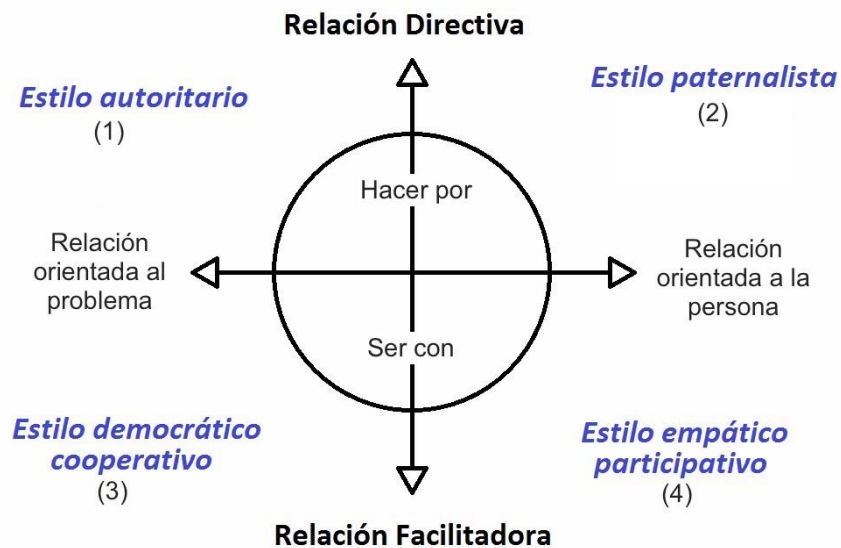 Relación Directiva
Estilo autoritario
(1)
Estilo paternalista
(2)
Hacer por
Relación
orientada al
problema
Relación
orientada a la
persona
Ser con
Estilo democrático
cooperativo
(3)
Estilo empático
participativo
(4)
Relación Facilitadora